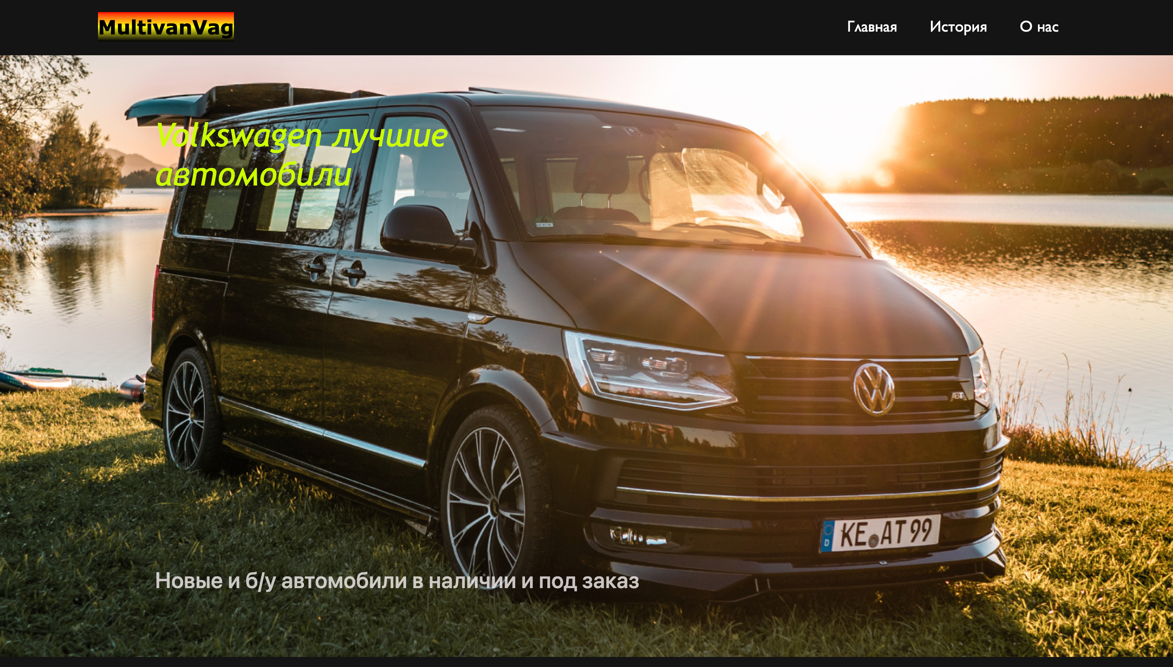 MultivanVag
Главная История О нас
Volkswagen лучшие
автомобили
KE AT 99
Новые и б/у автомобили в наличии и под заказ